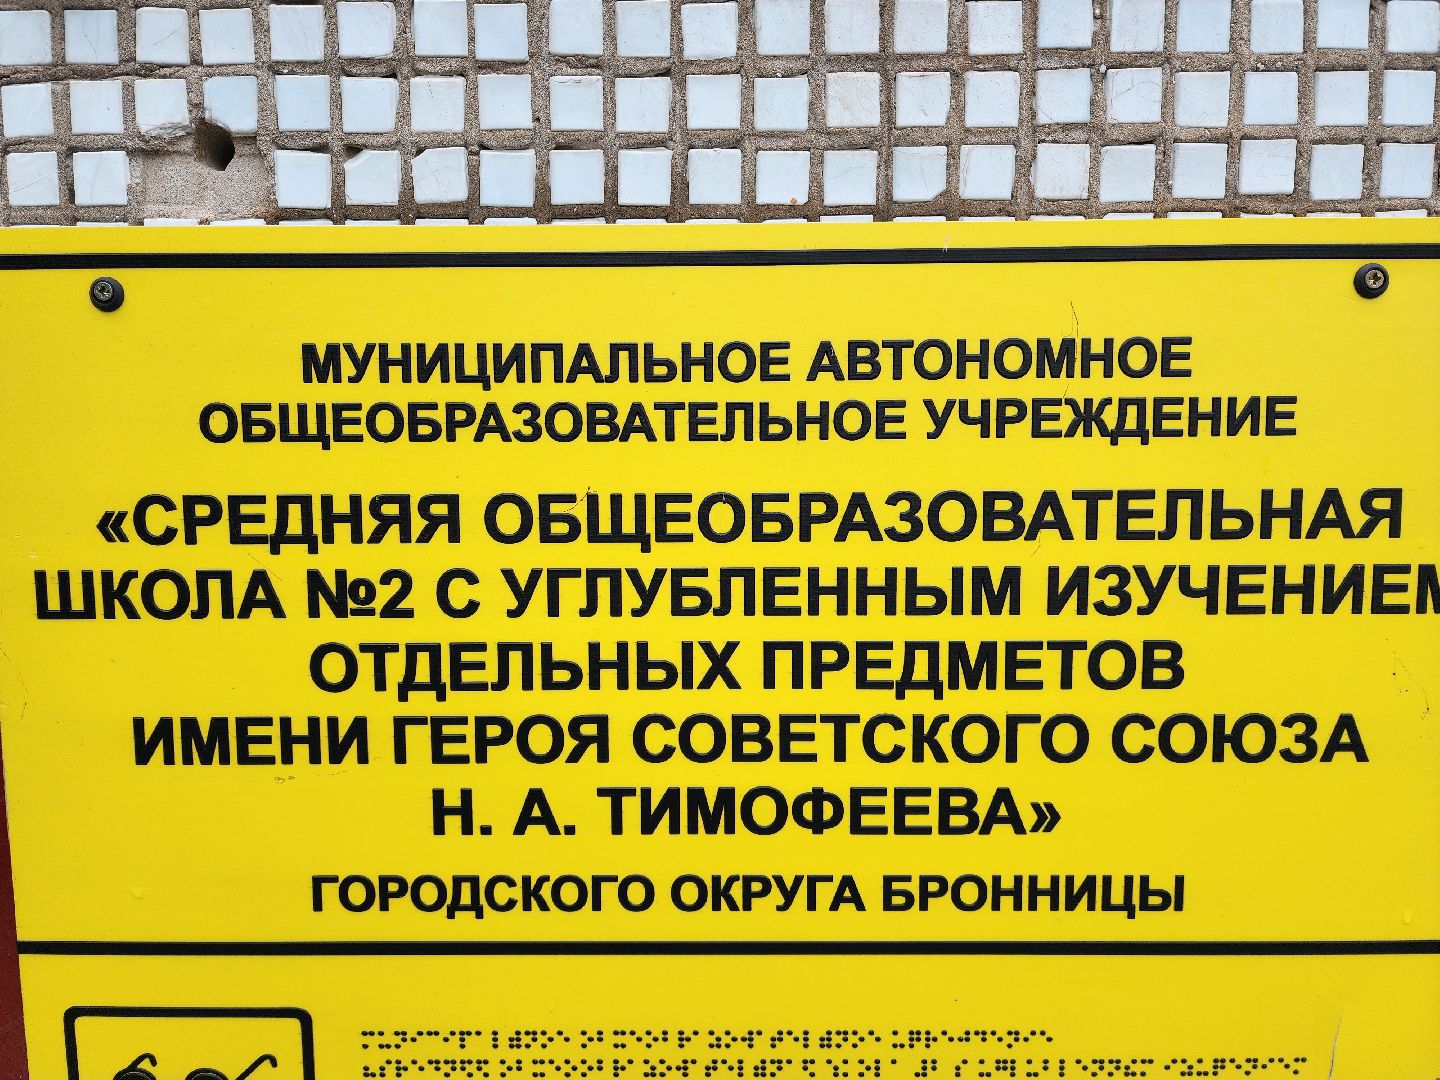 МУНИЦИПАЛЬНОЕ АВТОНОМНОЕ
ОБЩЕОБРАЗОВАТЕЛЬНОЕ УЧРЕЖДЕНИЕ
«СРЕДНЯЯ ОБЩЕОБРАЗОВАТЕЛЬНАЯ
ШКОЛА №2 С УГЛУБЛЕННЫМ ИЗУЧЕНИЕМ
ОТДЕЛЬНЫХ ПРЕДМЕТОВ
ИМЕНИ ГЕРОЯ СОВЕТСКОГО СОЮЗА
Н. А. ТИМОФЕЕВА»
ГОРОДСКОГО ОКРУГА БРОННИЦЫ